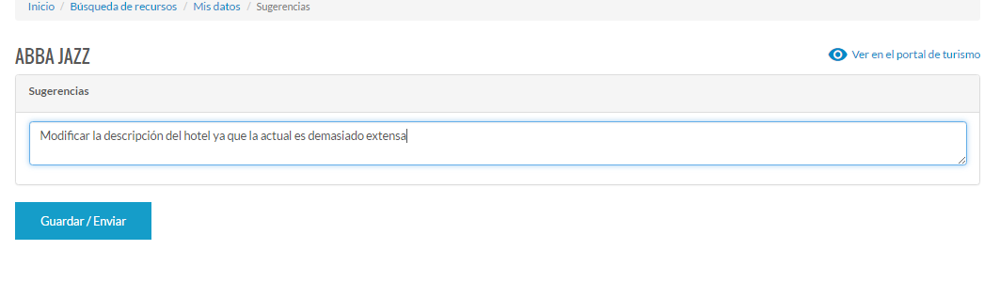 Inicio / Búsqueda de recursos / Mis datos / Sugerencias
ABBA JAZZ
Ver en el portal de turismo
Sugerencias
Modificar la descripción del hotel ya que la actual es demasiado extensa
Guardar / Enviar